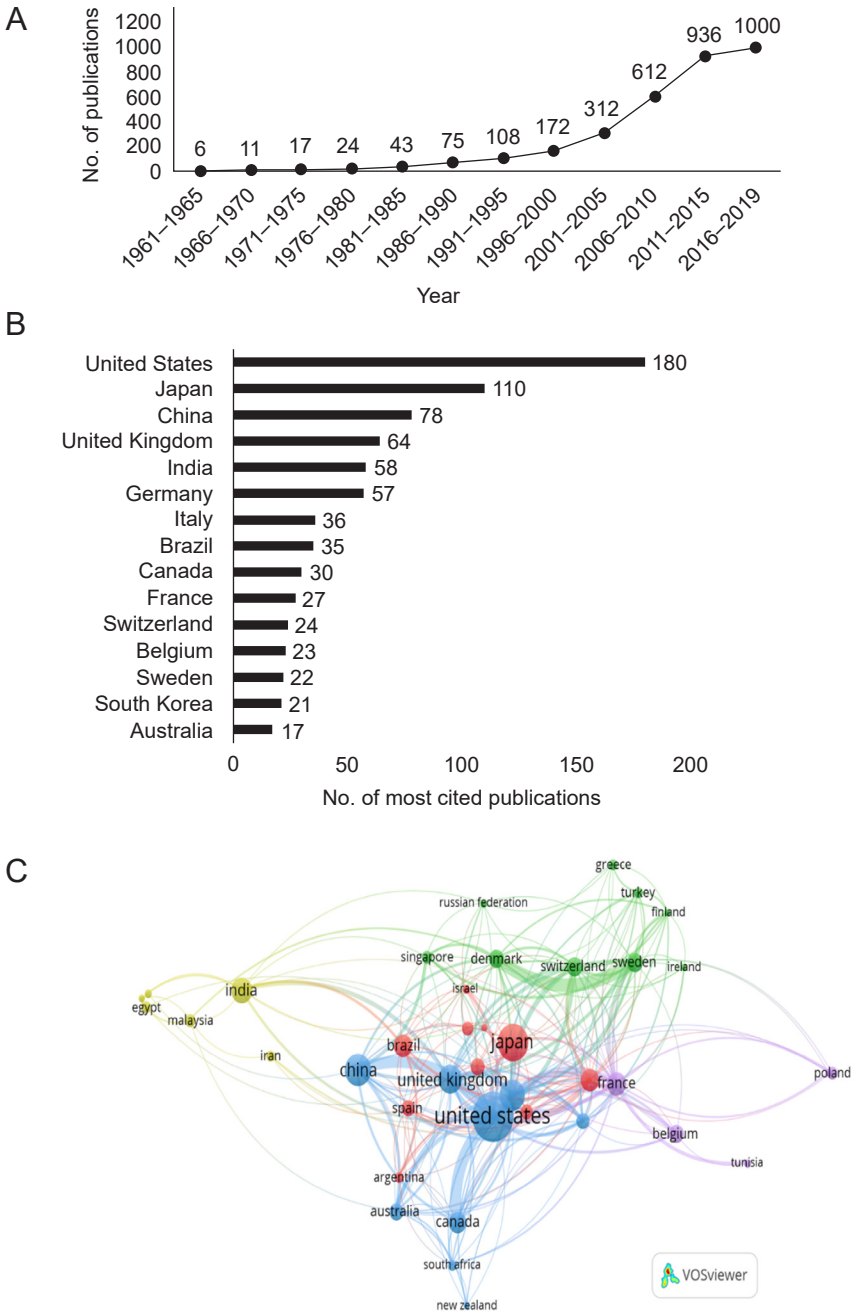 A
No. of publications
1200
1000
800
600
400
200
0
6
11
17
24
43
75
108
172
312
612
936
1000
1961–1965
1966–1970
1971–1975
1976–1980
1981–1985
1986–1990
1991–1995
1996–2000
2001–2005
2006–2010
2011–2015
2016–2019
Year
B
United States 180
Japan 110
China 78
United Kingdom 64
India 58
Germany 57
Italy 36
Brazil 35
Canada 30
France 27
Switzerland 24
Belgium 23
Sweden 22
South Korea 21
Australia 17
0 50 100 150 200
No. of most cited publications
C
greece
turkey
russian federation
finland
singapore
denmark
switzerland
sweden
ireland
israel
india
egypt
malaysia
iran
brazil
japan
china
united kingdom
france
poland
spain
united states
belgium
tunisia
argentina
australia
canada
south africa
new zealand
VOSviewer